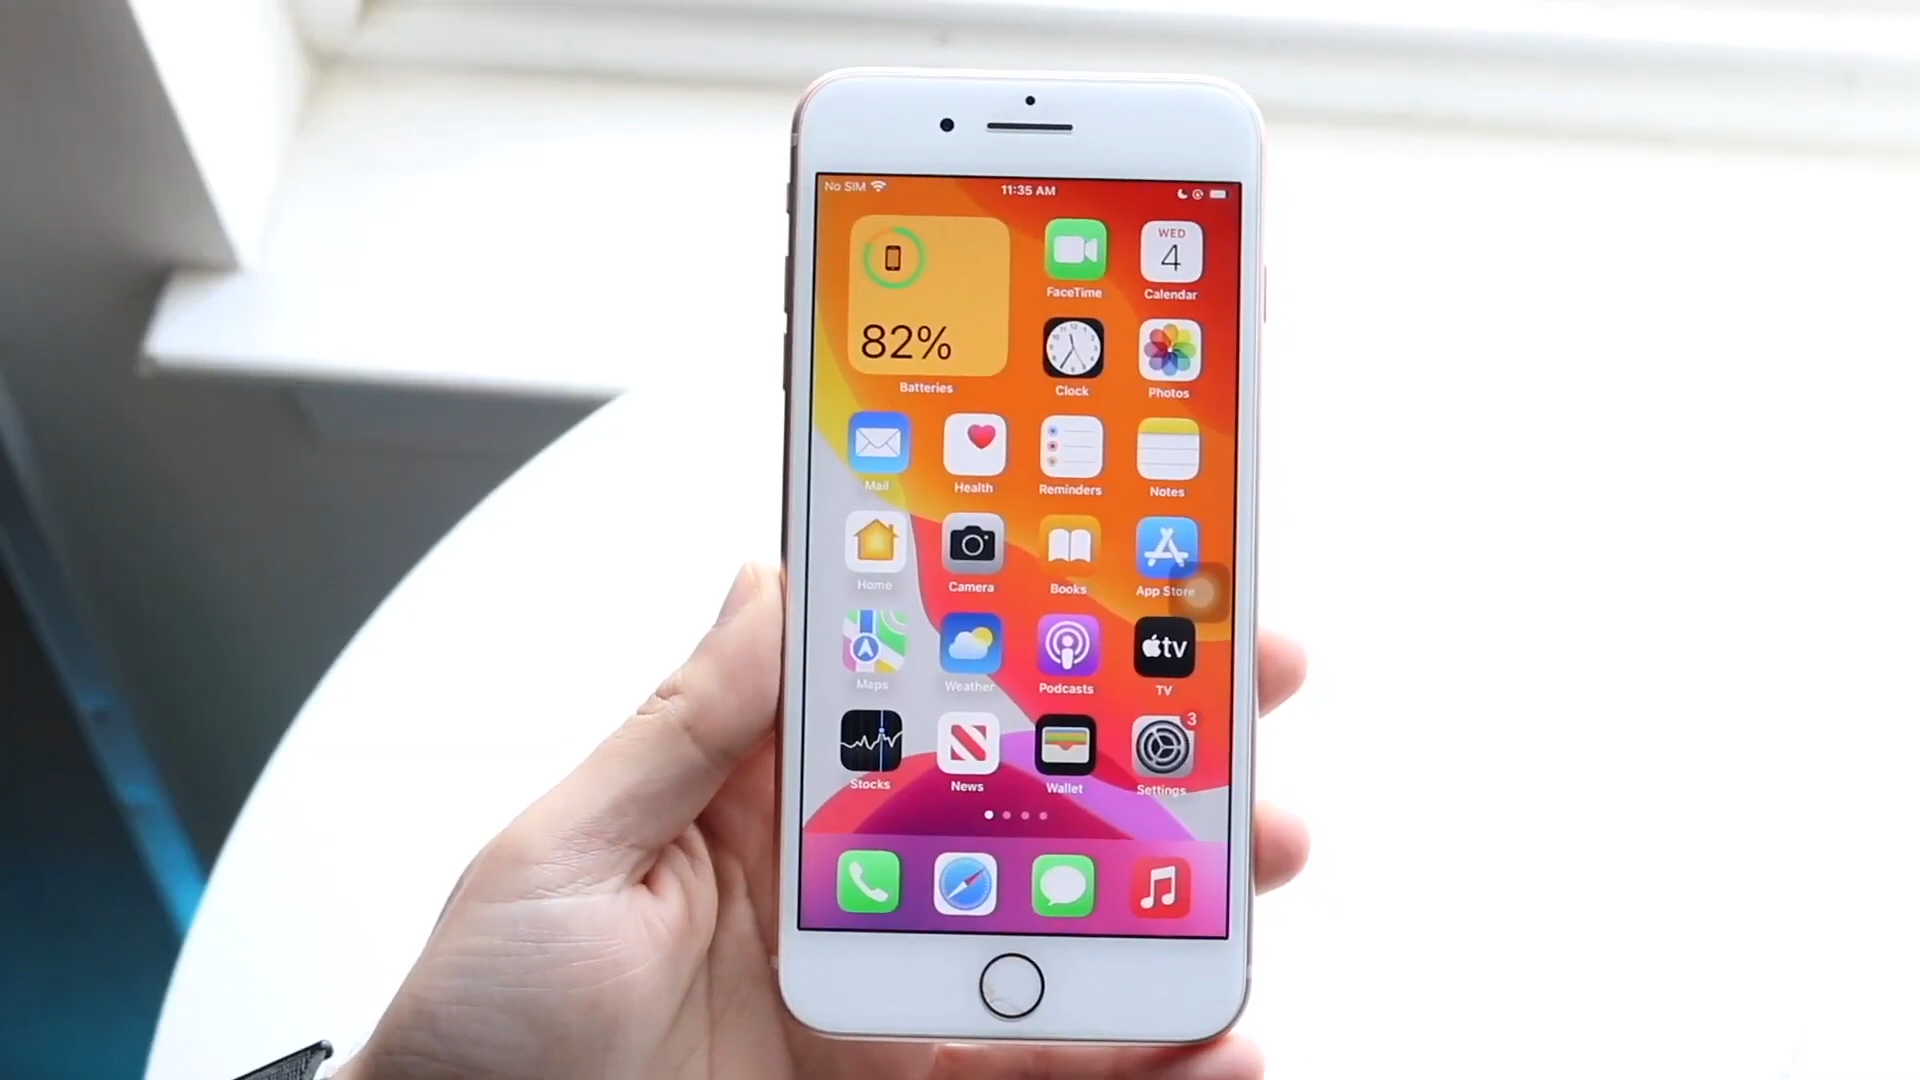 No SIM 11:35 AM
82%
Batteries
FaceTime
WED
4
Calendar
Clock
Photos
Mail Health Reminders Notes
Home Camera Books App Store
tv
Maps Weather Podcasts TV
3
Stocks News Wallet Settings